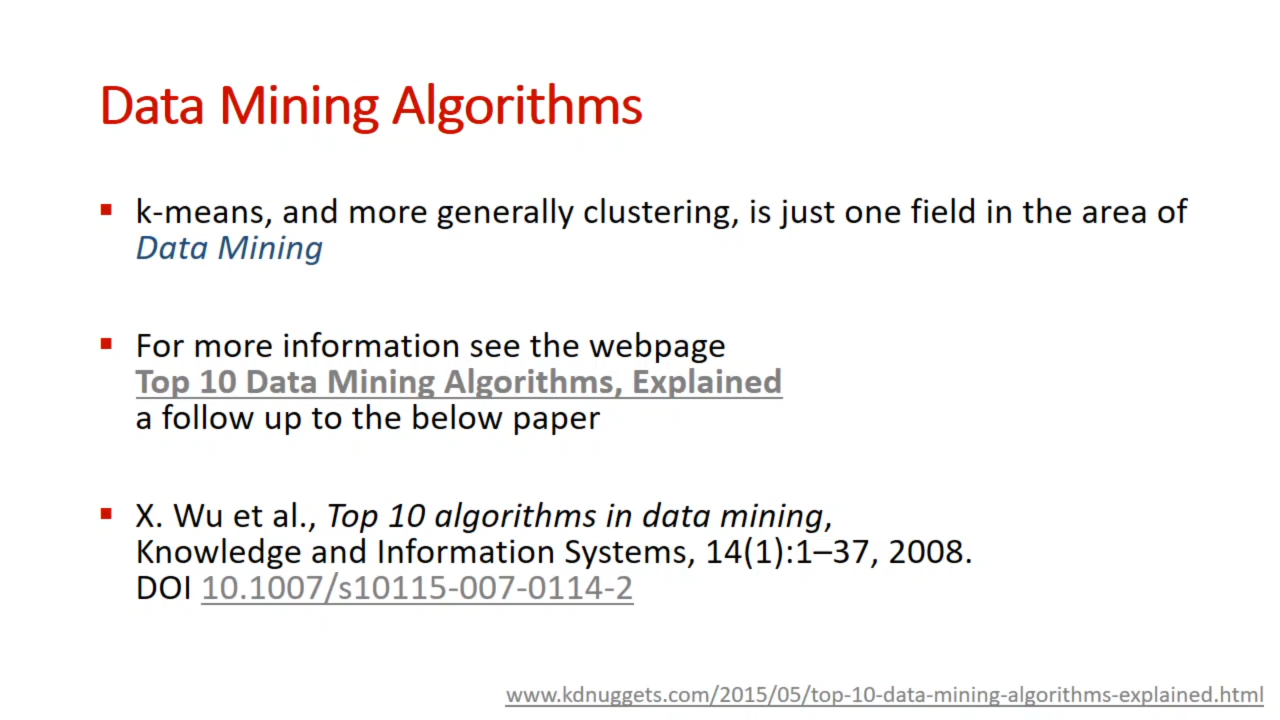 Data Mining Algorithms
▪ k-means, and more generally clustering, is just one field in the area of
Data Mining
▪ For more information see the webpage
Top 10 Data Mining Algorithms, Explained
a follow up to the below paper
▪ X. Wu et al., Top 10 algorithms in data mining,
Knowledge and Information Systems, 14(1):1–37, 2008.
DOI 10.1007/s10115-007-0114-2
www.kdnuggets.com/2015/05/top-10-data-mining-algorithms-explained.html